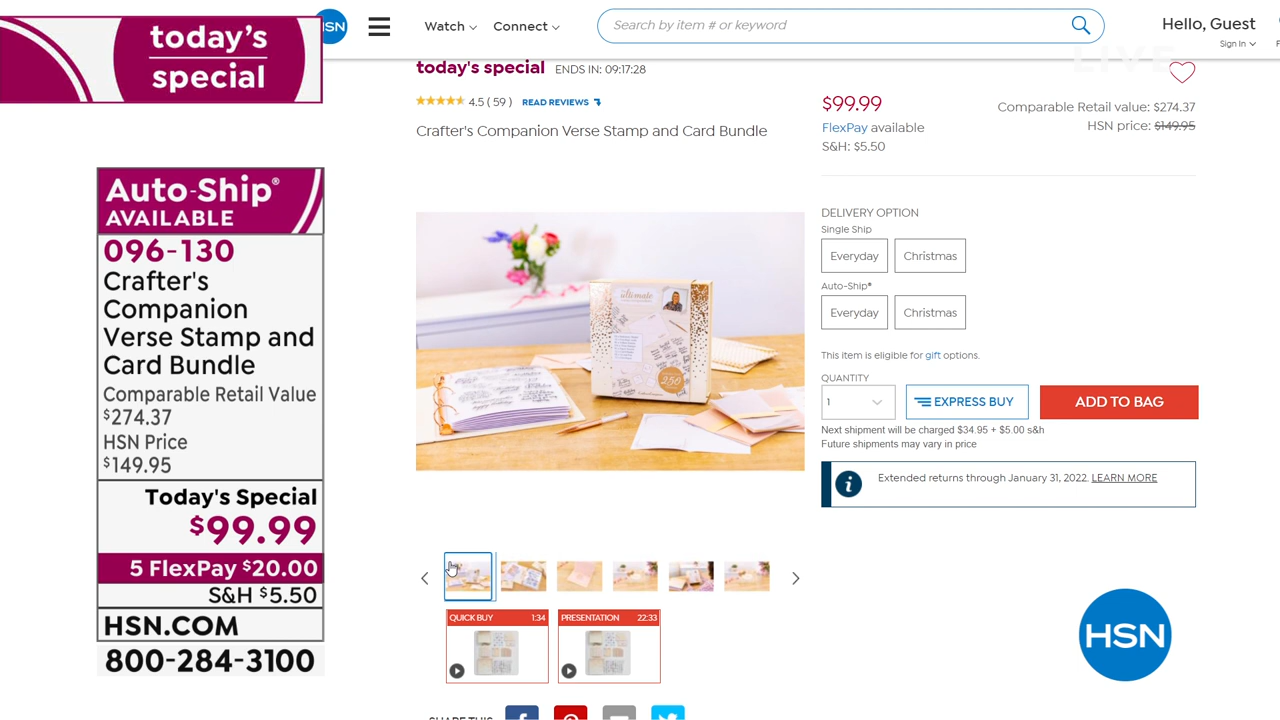 today's
special
HSN
Watch
Connect
Search by item # or keyword
Hello, Guest
Sign In
LIVE
today's special ENDS IN: 09:17:28
4.5 ( 59 ) READ REVIEWS
Crafter's Companion Verse Stamp and Card Bundle
$99.99
FlexPay available
S&H: $5.50
Comparable Retail value: $274.37
HSN price: $149.95
DELIVERY OPTION
Single Ship
Everyday
Christmas
Auto-Ship®
Everyday
Christmas
This item is eligible for gift options.
QUANTITY
1
EXPRESS BUY
ADD TO BAG
Next shipment will be charged $34.95 + $5.00 s&h
Future shipments may vary in price
Extended returns through January 31, 2022. LEARN MORE
Auto-Ship®
AVAILABLE
096-130
Crafter's
Companion
Verse Stamp and
Card Bundle
Comparable Retail Value
$274.37
HSN Price
$149.95
Today's Special
$99.99
5 FlexPay $20.00
S&H $5.50
HSN.COM
800-284-3100
ultimate
250
QUICK BUY 1:34
PRESENTATION 22:33
HSN
SHARE THIS